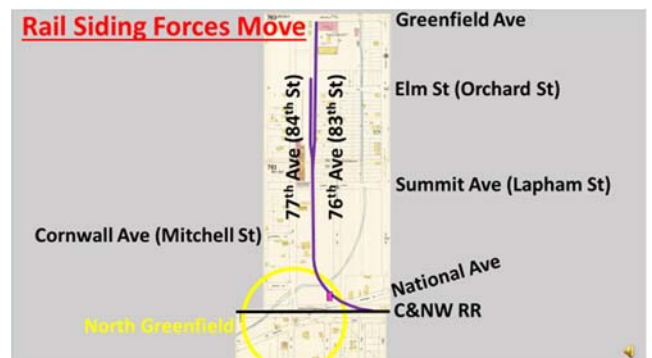 Rail Siding Forces Move
Greenfield Ave
Elm St (Orchard St)
77th Ave (84th St)
76th Ave (83th St)
Summit Ave (Lapham St)
Cornwall Ave (Mitchell St)
National Ave
C&NW RR
North Greenfield